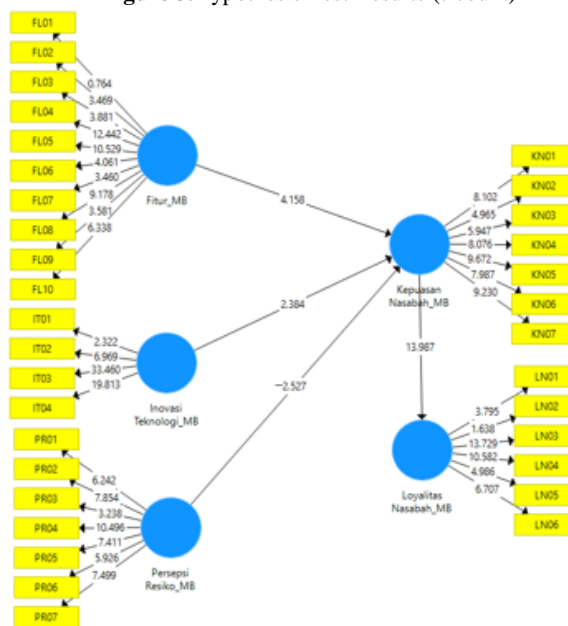 FL01
FL02
FL03
FL04
FL05
FL06
FL07
FL08
FL09
FL10
0.764
3.469
3.881
12.442
10.529
4.061
3.460
9.178
3.581
6.338
Fitur_MB
4.158
IT01
IT02
IT03
IT04
2.322
6.969
33.460
19.813
Inovasi
Teknologi_MB
2.384
PR01
PR02
PR03
PR04
PR05
PR06
PR07
6.242
7.854
3.238
10.496
7.411
5.926
7.499
Persepsi
Resiko_MB
−2.527
KN01
KN02
KN03
KN04
KN05
KN06
KN07
8.102
4.965
5.947
8.076
9.672
7.987
9.230
Kepuasan
Nasabah_MB
13.987
LN01
LN02
LN03
LN04
LN05
LN06
3.795
1.638
13.729
10.582
4.986
6.707
Loyalitas
Nasabah_MB